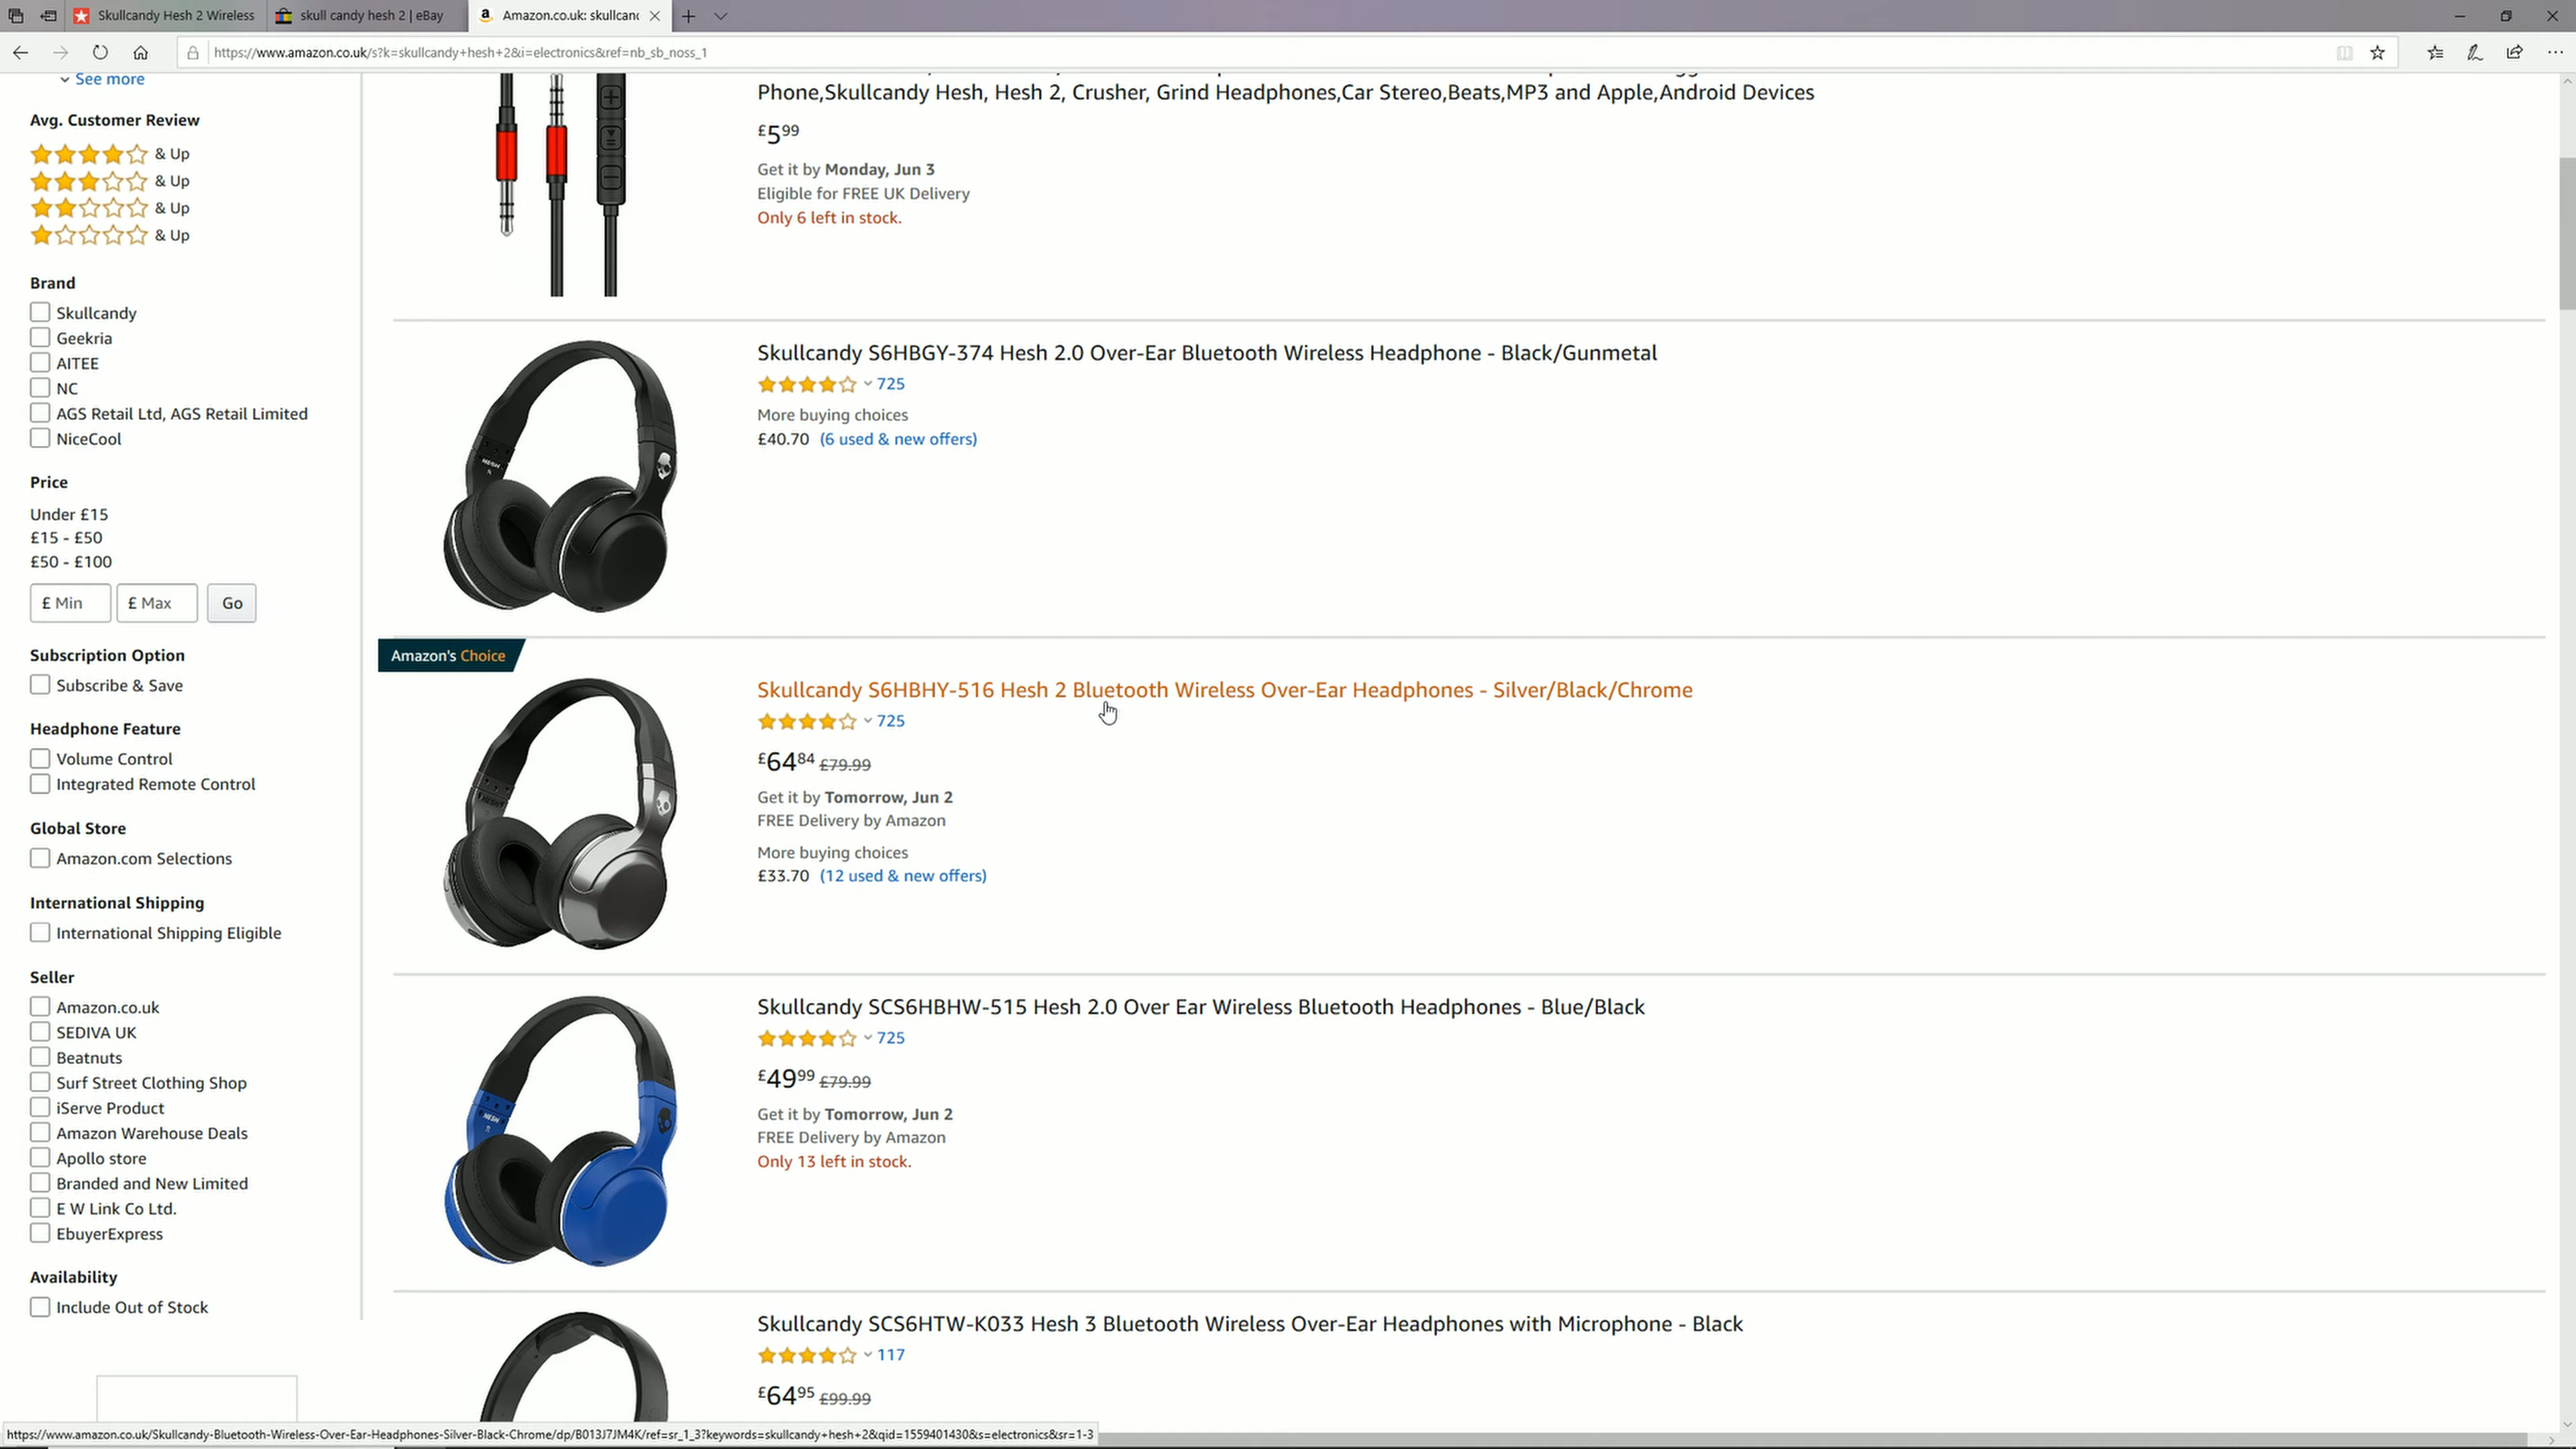 Skullcandy Hesh 2 Wireless
skull candy hesh 2 | eBay
Amazon.co.uk: skullcan
https://www.amazon.co.uk/s?k=skullcandy+hesh+2&i=electronics&ref=nb_sb_noss_1
See more
Avg. Customer Review
& Up
& Up
& Up
& Up
Brand
Skullcandy
Geekria
AITEE
NC
AGS Retail Ltd, AGS Retail Limited
NiceCool
Price
Under £15
£15 - £50
£50 - £100
£ Min £ Max Go
Subscription Option
Subscribe & Save
Headphone Feature
Volume Control
Integrated Remote Control
Global Store
Amazon.com Selections
International Shipping
International Shipping Eligible
Seller
Amazon.co.uk
SEDIVA UK
Beatnuts
Surf Street Clothing Shop
iServe Product
Amazon Warehouse Deals
Apollo store
Branded and New Limited
E W Link Co Ltd.
EbuyerExpress
Availability
Include Out of Stock
Phone,Skullcandy Hesh, Hesh 2, Crusher, Grind Headphones,Car Stereo,Beats,MP3 and Apple,Android Devices
£5.99
Get it by Monday, Jun 3
Eligible for FREE UK Delivery
Only 6 left in stock.
Skullcandy S6HBGY-374 Hesh 2.0 Over-Ear Bluetooth Wireless Headphone - Black/Gunmetal
725
More buying choices
£40.70 (6 used & new offers)
Amazon's Choice
Skullcandy S6HBHY-516 Hesh 2 Bluetooth Wireless Over-Ear Headphones - Silver/Black/Chrome
725
£64.84 £79.99
Get it by Tomorrow, Jun 2
FREE Delivery by Amazon
More buying choices
£33.70 (12 used & new offers)
Skullcandy SCS6HBHW-515 Hesh 2.0 Over Ear Wireless Bluetooth Headphones - Blue/Black
725
£49.99 £79.99
Get it by Tomorrow, Jun 2
FREE Delivery by Amazon
Only 13 left in stock.
Skullcandy SCS6HTW-K033 Hesh 3 Bluetooth Wireless Over-Ear Headphones with Microphone - Black
117
£64.95 £99.99
https://www.amazon.co.uk/Skullcandy-Bluetooth-Wireless-Over-Ear-Headphones-Silver-Black-Chrome/dp/B013J7JM4K/ref=sr_1_3?keywords=skullcandy+hesh+2&qid=1559401430&s=electronics&sr=1-3